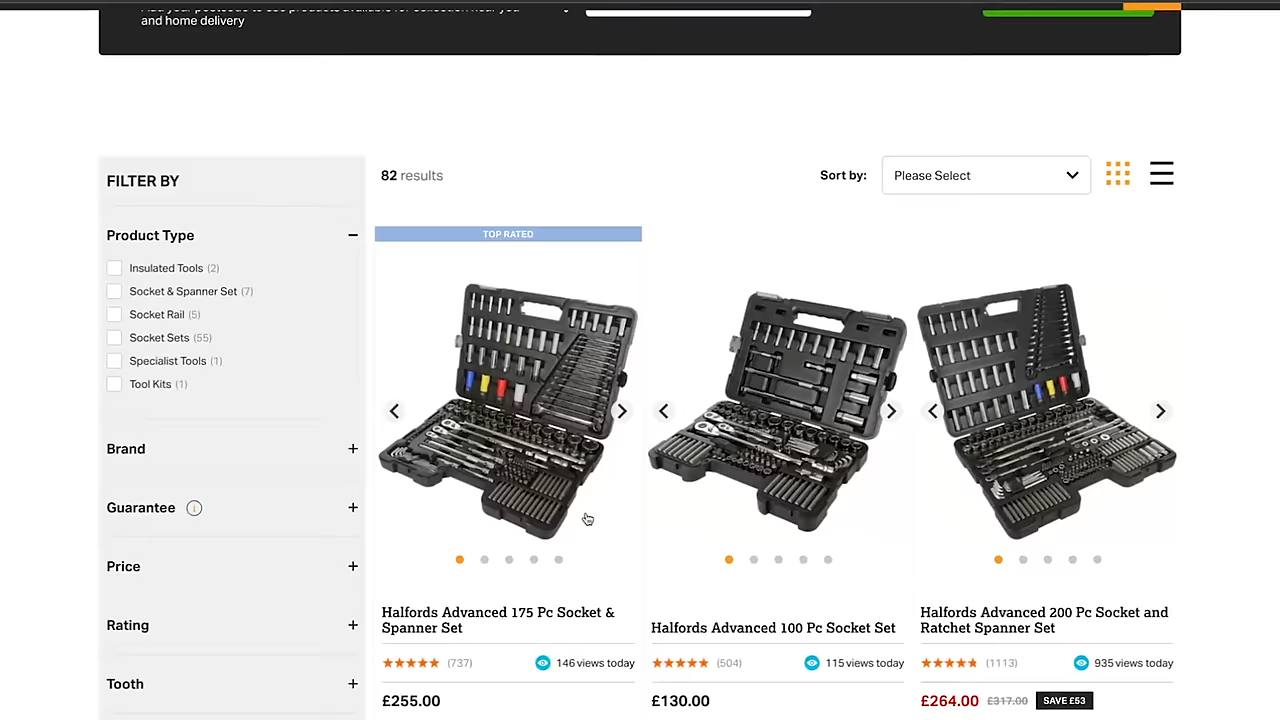 and home delivery
FILTER BY
82 results
Sort by:
Please Select
Product Type
TOP RATED
Insulated Tools (2)
Socket & Spanner Set (7)
Socket Rail (5)
Socket Sets (55)
Specialist Tools (1)
Tool Kits (1)
Brand
Guarantee
Price
Rating
Tooth
Halfords Advanced 175 Pc Socket &
Spanner Set
737
146 views today
£255.00
Halfords Advanced 100 Pc Socket Set
(504)
115 views today
£130.00
Halfords Advanced 200 Pc Socket and
Ratchet Spanner Set
(1113)
935 views today
£264.00 £317.00 SAVE £53